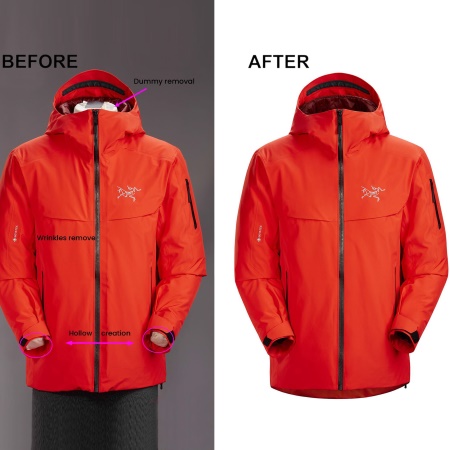 BEFORE
AFTER
Dummy removal
Wrinkles remove
Hollow creation